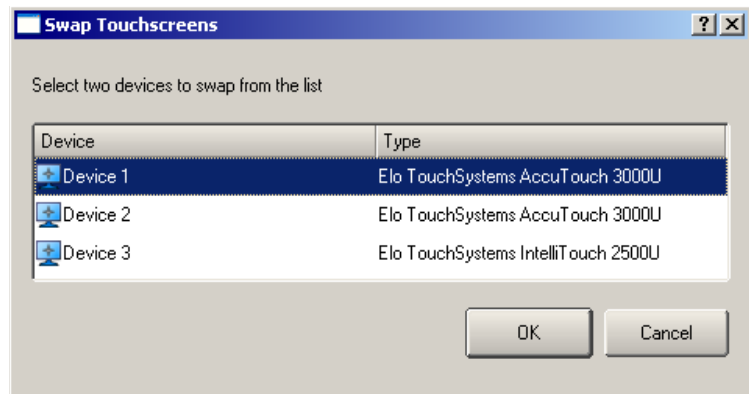 Swap Touchscreens
Select two devices to swap from the list
Device Type
Device 1 Elo TouchSystems AccuTouch 3000U
Device 2 Elo TouchSystems AccuTouch 3000U
Device 3 Elo TouchSystems IntelliTouch 2500U
OK Cancel